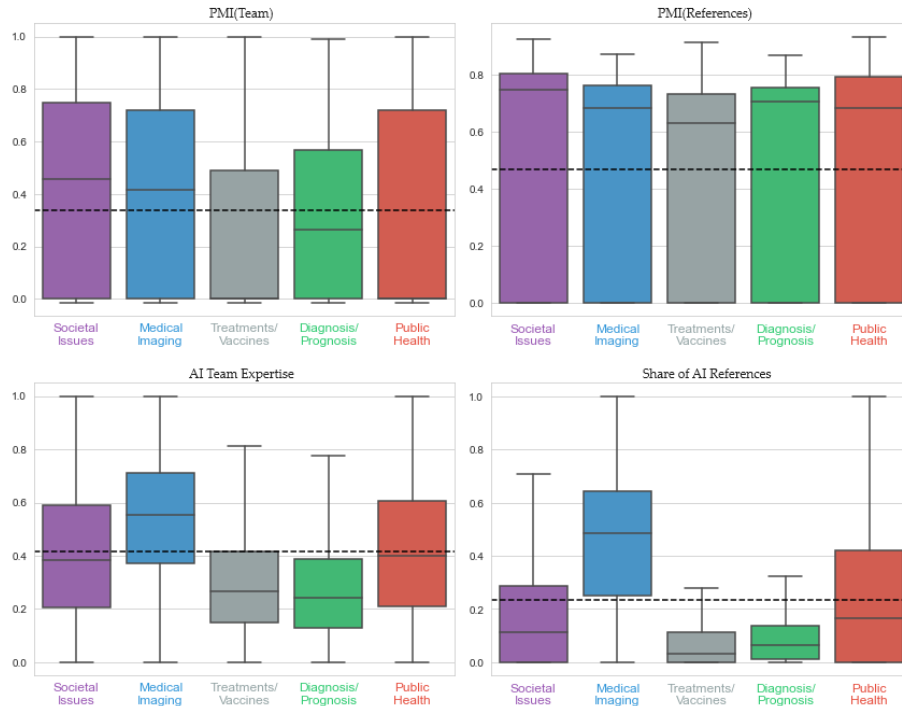 PMI(Team)
1.0
0.8
0.6
0.4
0.2
0.0
Societal
Issues
Medical
Imaging
Treatments/
Vaccines
Diagnosis/
Prognosis
Public
Health
PMI(References)
0.8
0.6
0.4
0.2
0.0
Societal
Issues
Medical
Imaging
Treatments/
Vaccines
Diagnosis/
Prognosis
Public
Health
AI Team Expertise
1.0
0.8
0.6
0.4
0.2
0.0
Societal
Issues
Medical
Imaging
Treatments/
Vaccines
Diagnosis/
Prognosis
Public
Health
Share of AI References
1.0
0.8
0.6
0.4
0.2
0.0
Societal
Issues
Medical
Imaging
Treatments/
Vaccines
Diagnosis/
Prognosis
Public
Health